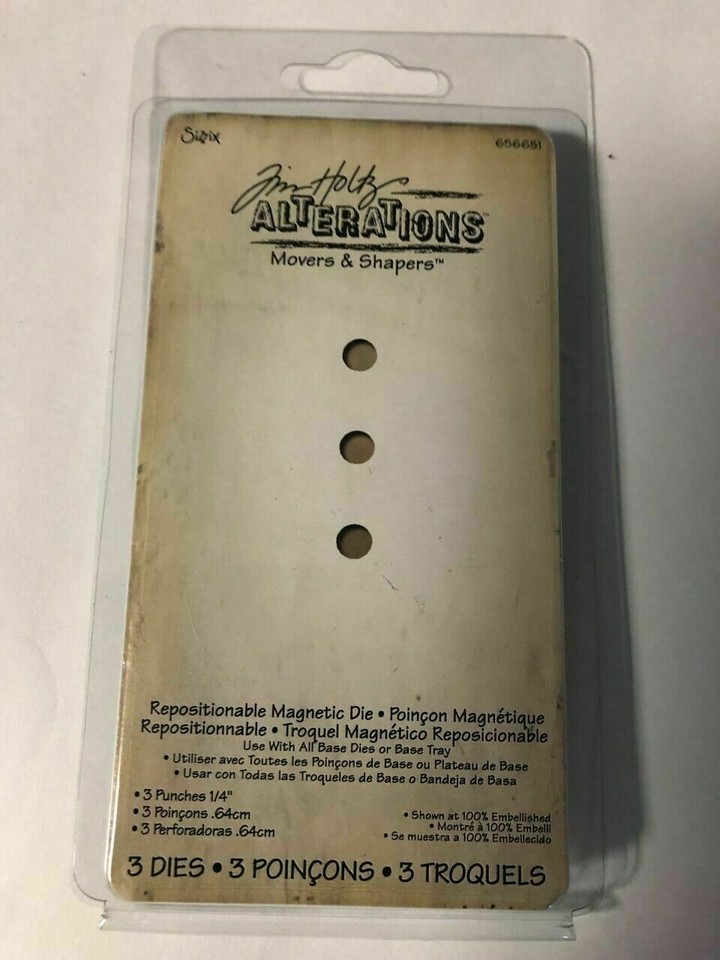 Sizzix
656651
Tim Holtz
ALTERATIONS™
Movers & Shapers™
Repositionable Magnetic Die • Poinçon Magnétique
Repositionnable • Troquel Magnético Reposicionable
Use With All Base Dies or Base Tray
• Utiliser avec Toutes les Poinçons de Base ou Plateau de Base
• Usar con Todas las Troqueles de Base o Bandeja de Basa
• 3 Punches 1/4"
• 3 Poinçons .64cm
• 3 Perforadoras .64cm
• Shown at 100% Embellished
• Montré à 100% Embelli
• Se muestra a 100% Embellecido
3 DIES • 3 POINÇONS • 3 TROQUELS